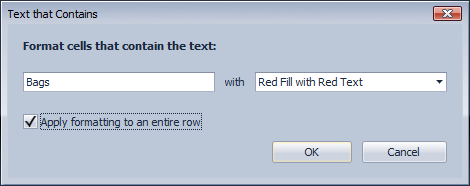 Text that Contains
Format cells that contain the text:
Bags with Red Fill with Red Text
Apply formatting to an entire row
OK Cancel